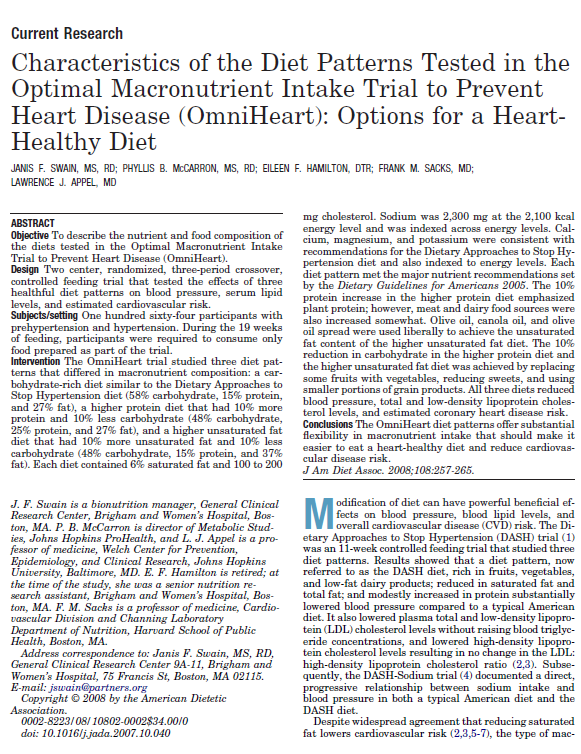 Current Research
Characteristics of the Diet Patterns Tested in the
Optimal Macronutrient Intake Trial to Prevent
Heart Disease (OmniHeart): Options for a Heart-
Healthy Diet
JANIS F. SWAIN, MS, RD; PHYLLIS B. McCARRON, MS, RD; EILEEN F. HAMILTON, DTR; FRANK M. SACKS, MD;
LAWRENCE J. APPEL, MD
ABSTRACT
Objective To describe the nutrient and food composition of
the diets tested in the Optimal Macronutrient Intake
Trial to Prevent Heart Disease (OmniHeart).
Design Two center, randomized, three-period crossover,
controlled feeding trial that tested the effects of three
healthful diet patterns on blood pressure, serum lipid
levels, and estimated cardiovascular risk.
Subjects/setting One hundred sixty-four participants with
prehypertension and hypertension. During the 19 weeks
of feeding, participants were required to consume only
food prepared as part of the trial.
Intervention The OmniHeart trial studied three diet pat-
terns that differed in macronutrient composition: a car-
bohydrate-rich diet similar to the Dietary Approaches to
Stop Hypertension diet (58% carbohydrate, 15% protein,
and 27% fat), a higher protein diet that had 10% more
protein and 10% less carbohydrate (48% carbohydrate,
25% protein, and 27% fat), and a higher unsaturated fat
diet that had 10% more unsaturated fat and 10% less
carbohydrate (48% carbohydrate, 15% protein, and 37%
fat). Each diet contained 6% saturated fat and 100 to 200
mg cholesterol. Sodium was 2,300 mg at the 2,100 kcal
energy level and was indexed across energy levels. Cal-
cium, magnesium, and potassium were consistent with
recommendations for the Dietary Approaches to Stop Hy-
pertension diet and also indexed to energy levels. Each
diet pattern met the major nutrient recommendations set
by the Dietary Guidelines for Americans 2005. The 10%
protein increase in the higher protein diet emphasized
plant protein; however, meat and dairy food sources were
also increased somewhat. Olive oil, canola oil, and olive
oil spread were used liberally to achieve the unsaturated
fat content of the higher unsaturated fat diet. The 10%
reduction in carbohydrate in the higher protein diet and
the higher unsaturated fat diet was achieved by replacing
some fruits with vegetables, reducing sweets, and using
smaller portions of grain products. All three diets reduced
blood pressure, total and low-density lipoprotein choles-
terol levels, and estimated coronary heart disease risk.
Conclusions The OmniHeart diet patterns offer substantial
flexibility in macronutrient intake that should make it
easier to eat a heart-healthy diet and reduce cardiovas-
cular disease risk.
J Am Diet Assoc. 2008;108:257-265.
J. F. Swain is a bionutrition manager, General Clinical
Research Center, Brigham and Women's Hospital, Bos-
ton, MA. P. B. McCarron is director of Metabolic Stud-
ies, Johns Hopkins ProHealth, and L. J. Appel is a pro-
fessor of medicine, Welch Center for Prevention,
Epidemiology, and Clinical Research, Johns Hopkins
University, Baltimore, MD. E. F. Hamilton is retired; at
the time of the study, she was a senior nutrition re-
search assistant, Brigham and Women's Hospital, Bos-
ton, MA. F. M. Sacks is a professor of medicine, Cardio-
vascular Division and Channing Laboratory
Department of Nutrition, Harvard School of Public
Health, Boston, MA.
Address correspondence to: Janis F. Swain, MS, RD,
General Clinical Research Center 9A-11, Brigham and
Women's Hospital, 75 Francis St, Boston, MA 02115.
E-mail: jswain@partners.org
Copyright © 2008 by the American Dietetic
Association.
0002-8223/08/10802-0002$34.00/0
doi: 10.1016/j.jada.2007.10.040
Modification of diet can have powerful beneficial ef-
fects on blood pressure, blood lipid levels, and
overall cardiovascular disease (CVD) risk. The Di-
etary Approaches to Stop Hypertension (DASH) trial (1)
was an 11-week controlled feeding trial that studied three
diet patterns. Results showed that a diet pattern, now
referred to as the DASH diet, rich in fruits, vegetables,
and low-fat dairy products; reduced in saturated fat and
total fat; and modestly increased in protein substantially
lowered blood pressure compared to a typical American
diet. It also lowered plasma total and low-density lipopro-
tein (LDL) cholesterol levels without raising blood triglyc-
eride concentrations, and lowered high-density lipopro-
tein cholesterol levels resulting in no change in the LDL:
high-density lipoprotein cholesterol ratio (2,3). Subse-
quently, the DASH-Sodium trial (4) documented a direct,
progressive relationship between sodium intake and
blood pressure in both a typical American diet and the
DASH diet.
Despite widespread agreement that reducing saturated
fat lowers cardiovascular risk (2,3,5-7), the type of mac-